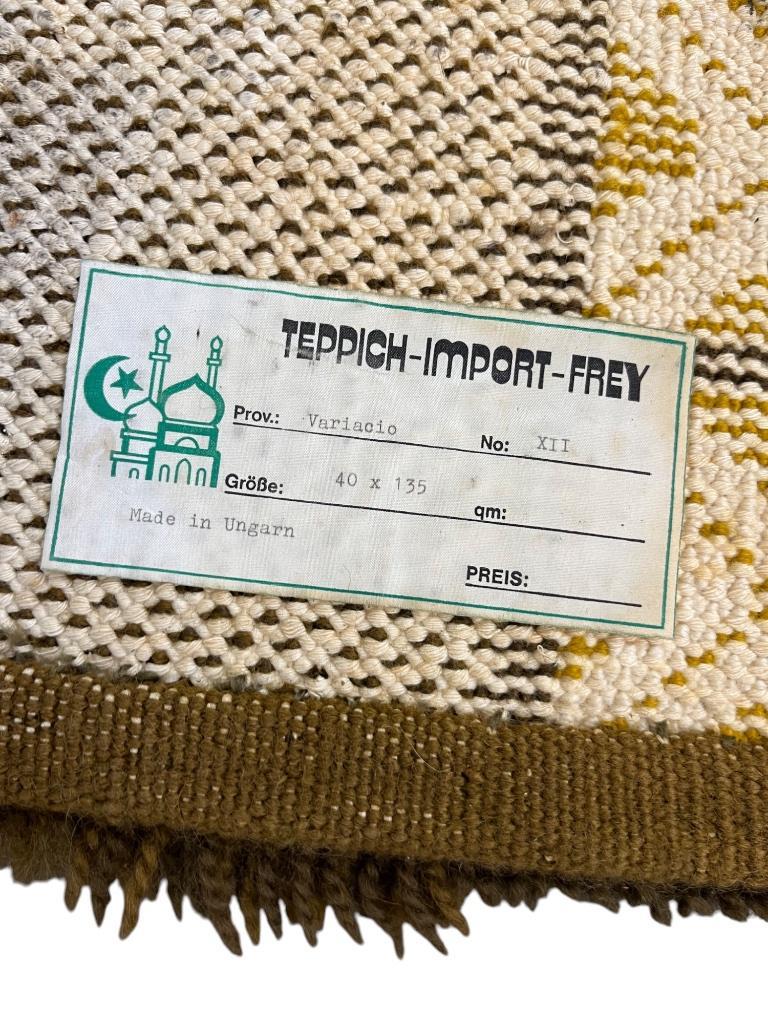 TEPPICH-IMPORT-FREY
Prov.: Variacio No: XII
Größe: 40 x 135 qm:
Made in Ungarn
PREIS: